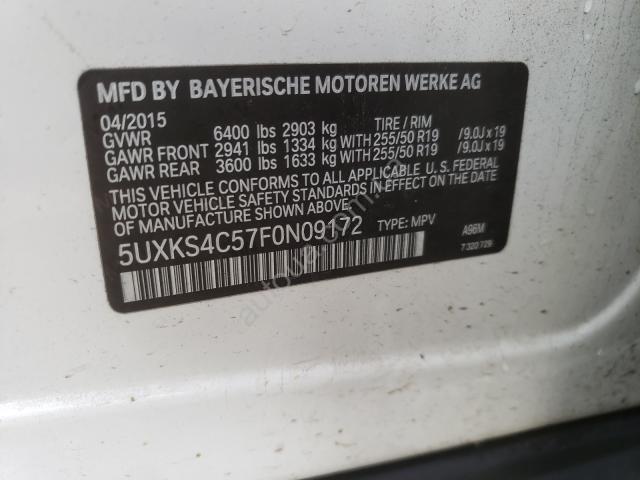 MFD BY BAYERISCHE MOTOREN WERKE AG
04/2015 TIRE / RIM
GVWR 6400 lbs 2903 kg
GAWR FRONT 2941 lbs 1334 kg WITH 255/50 R19 /9.0J x 19
GAWR REAR 3600 lbs 1633 kg WITH 255/50 R19 /9.0J x 19
THIS VEHICLE CONFORMS TO ALL APPLICABLE U.S. FEDERAL
MOTOR VEHICLE SAFETY STANDARDS IN EFFECT ON THE DATE
OF MANUFACTURE SHOWN ABOVE.
5UXKS4C57F0N09172 TYPE: MPV A96M
7 320 729